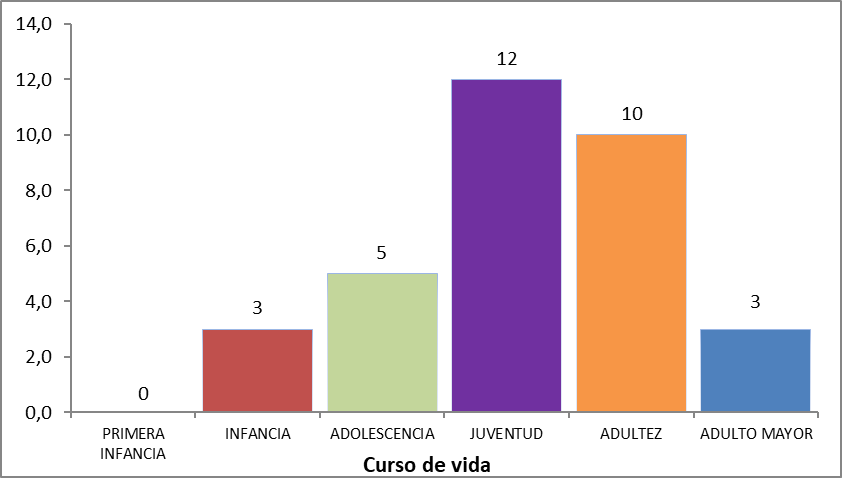 14,0
12,0
10,0
8,0
6,0
4,0
2,0
0,0
0
3
5
12
10
3
PRIMERA
INFANCIA
INFANCIA
ADOLESCENCIA
JUVENTUD
ADULTEZ
ADULTO MAYOR
Curso de vida